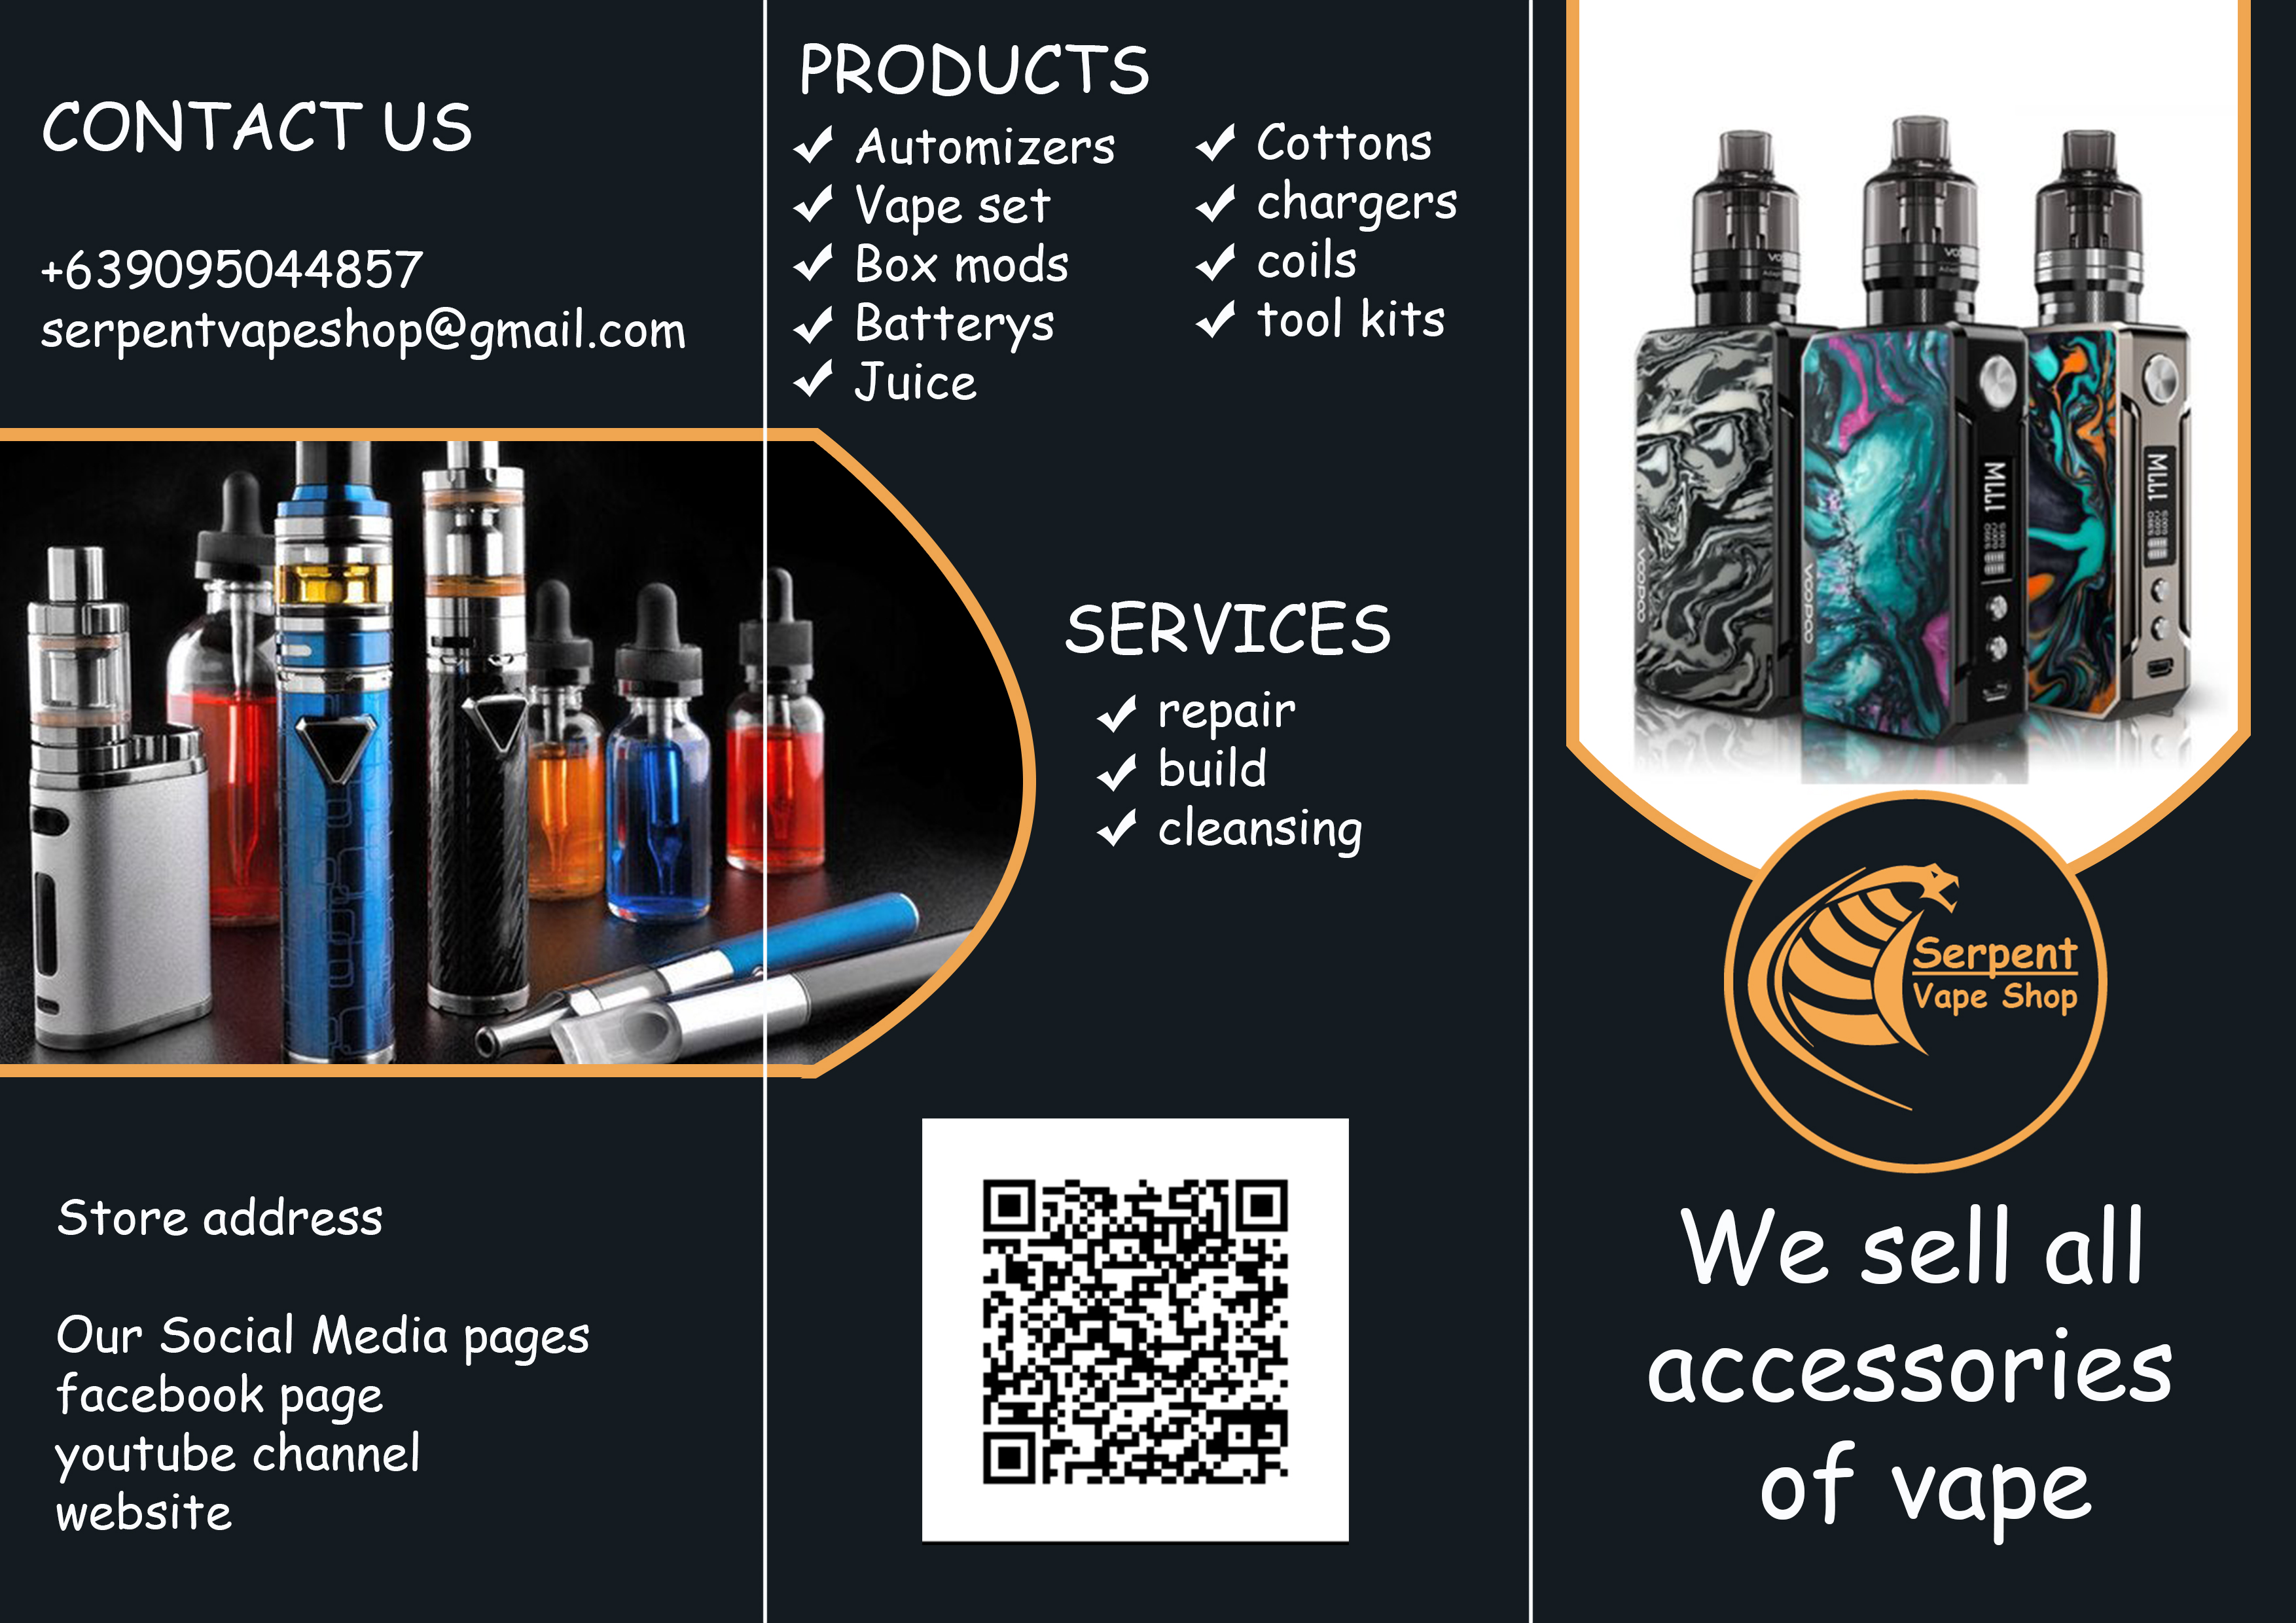 CONTACT US
+639095044857
serpentvapeshop@gmail.com
Store address
Our Social Media pages
facebook page
youtube channel
website
PRODUCTS
Automizers
Vape set
Box mods
Batterys
Juice
Cottons
chargers
coils
tool kits
SERVICES
repair
build
cleansing
VOOPOO
VOOPOO
Serpent
Vape Shop
We sell all
accessories
of vape